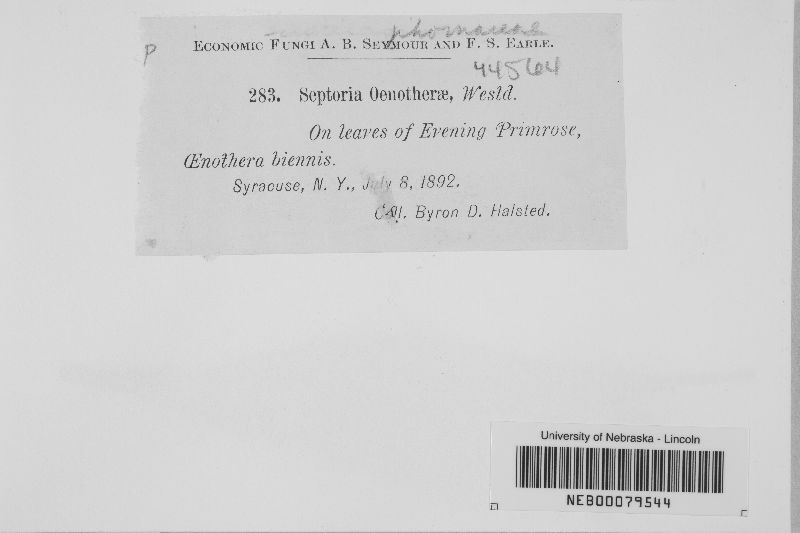 phomaceae
P
Economic Fungi A. B. Seymour and F. S. Earle.
44564
283. Septoria Oenotheræ, Westd.
On leaves of Evening Primrose,
Œnothera biennis.
Syracuse, N. Y., July 8, 1892.
Coll. Byron D. Halsted.
University of Nebraska - Lincoln
NEB00079544